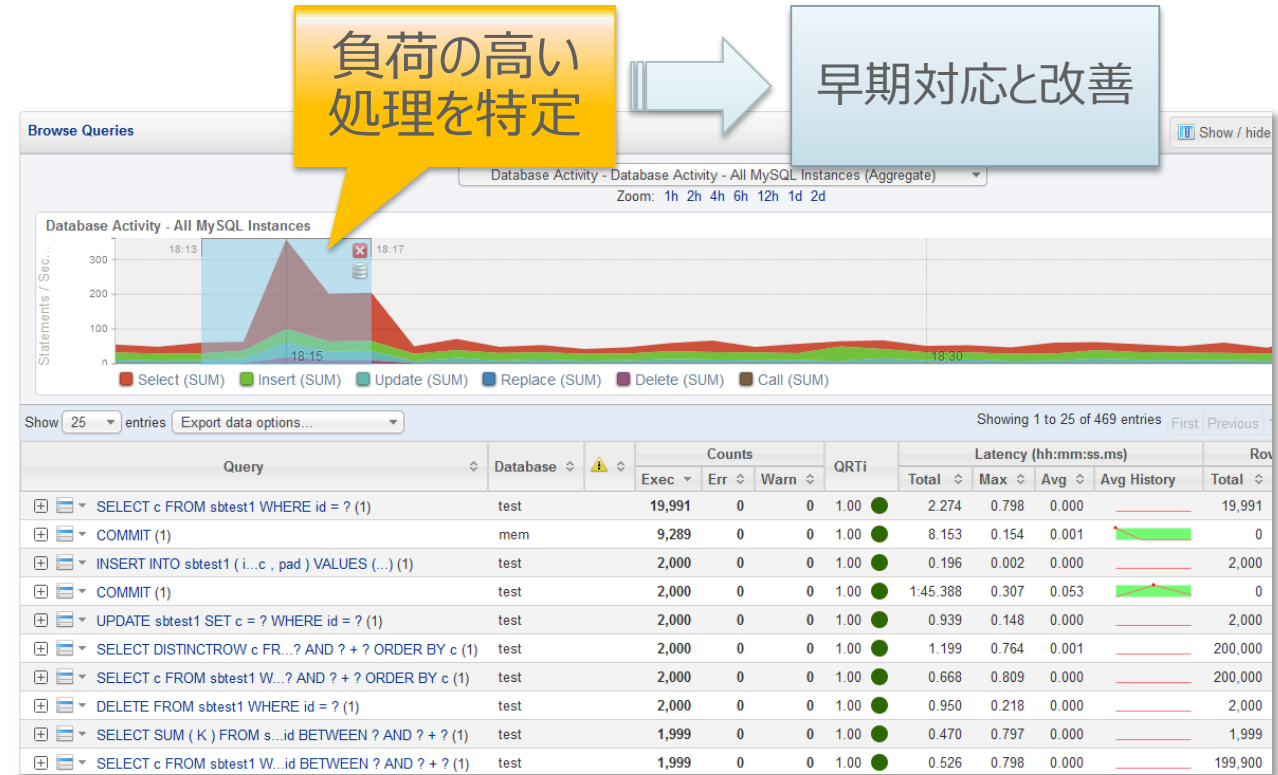 負荷の高い
処理を特定
早期対応と改善
Browse Queries
Show / hide
Database Activity - Database Activity - All MySQL Instances (Aggregate)
Zoom: 1h 2h 4h 6h 12h 1d 2d
Database Activity - All MySQL Instances
Statements / Sec...
300
200
100
0
18:13
18:17
18:15
18:30
Select (SUM) Insert (SUM) Update (SUM) Replace (SUM) Delete (SUM) Call (SUM)
Show 25 entries Export data options... Showing 1 to 25 of 469 entries First Previous 1
Query Database Counts QRTi Latency (hh:mm:ss.ms) Rov
Exec Err Warn Total Max Avg Avg History Total
SELECT c FROM sbtest1 WHERE id = ? (1) test 19,991 0 0 1.00 2.274 0.798 0.000 19,991
COMMIT (1) mem 9,289 0 0 1.00 8.153 0.154 0.001 0
INSERT INTO sbtest1 ( i...c , pad ) VALUES (...) (1) test 2,000 0 0 1.00 0.196 0.002 0.000 2,000
COMMIT (1) test 2,000 0 0 1.00 1:45.388 0.307 0.053 0
UPDATE sbtest1 SET c = ? WHERE id = ? (1) test 2,000 0 0 1.00 0.939 0.148 0.000 2,000
SELECT DISTINCTROW c FR...? AND ? + ? ORDER BY c (1) test 2,000 0 0 1.00 1.199 0.764 0.001 200,000
SELECT c FROM sbtest1 W...? AND ? + ? ORDER BY c (1) test 2,000 0 0 1.00 0.668 0.809 0.000 200,000
DELETE FROM sbtest1 WHERE id = ? (1) test 2,000 0 0 1.00 0.950 0.218 0.000 2,000
SELECT SUM ( K ) FROM s...id BETWEEN ? AND ? + ? (1) test 1,999 0 0 1.00 0.470 0.797 0.000 1,999
SELECT c FROM sbtest1 W...id BETWEEN ? AND ? + ? (1) test 1,999 0 0 1.00 0.526 0.798 0.000 199,900